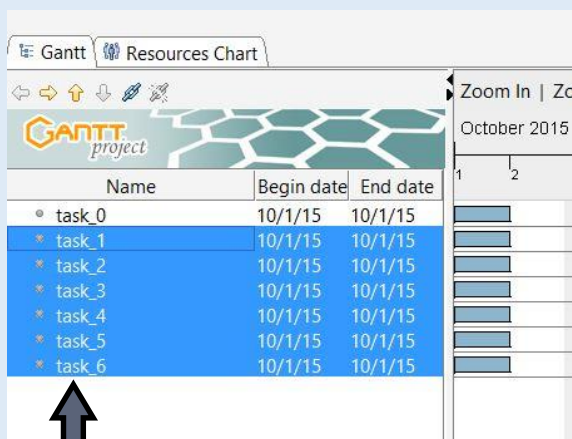 Gantt Resources Chart
Zoom In | Zo
GANTT project
October 2015
1 2
Name Begin date End date
task_0 10/1/15 10/1/15
task_1 10/1/15 10/1/15
task_2 10/1/15 10/1/15
task_3 10/1/15 10/1/15
task_4 10/1/15 10/1/15
task_5 10/1/15 10/1/15
task_6 10/1/15 10/1/15